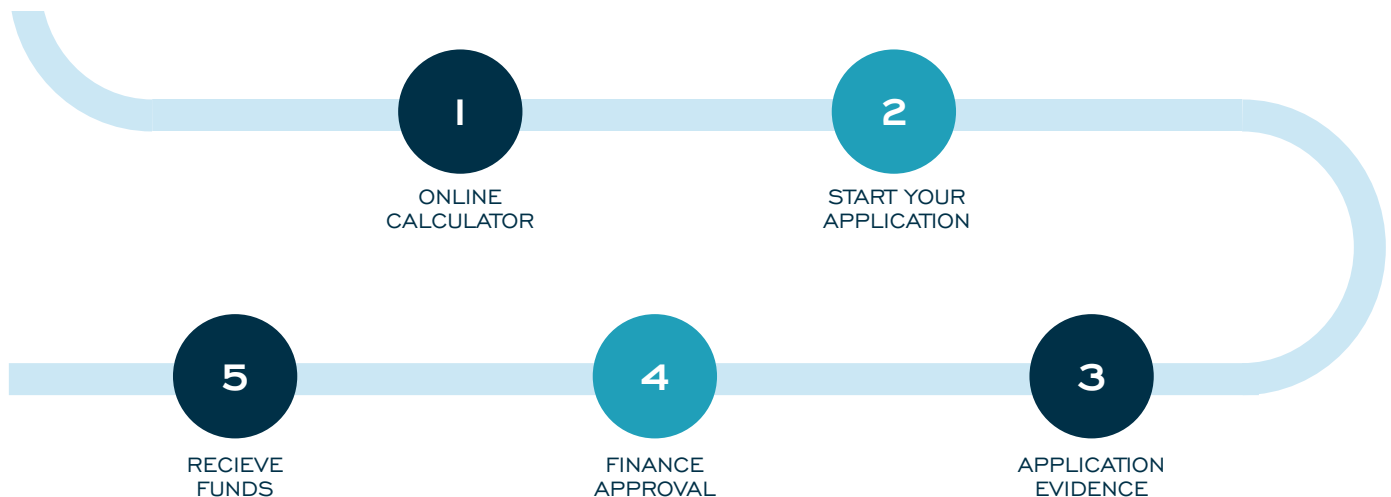 1
ONLINE
CALCULATOR
2
START YOUR
APPLICATION
3
APPLICATION
EVIDENCE
4
FINANCE
APPROVAL
5
RECIEVE
FUNDS